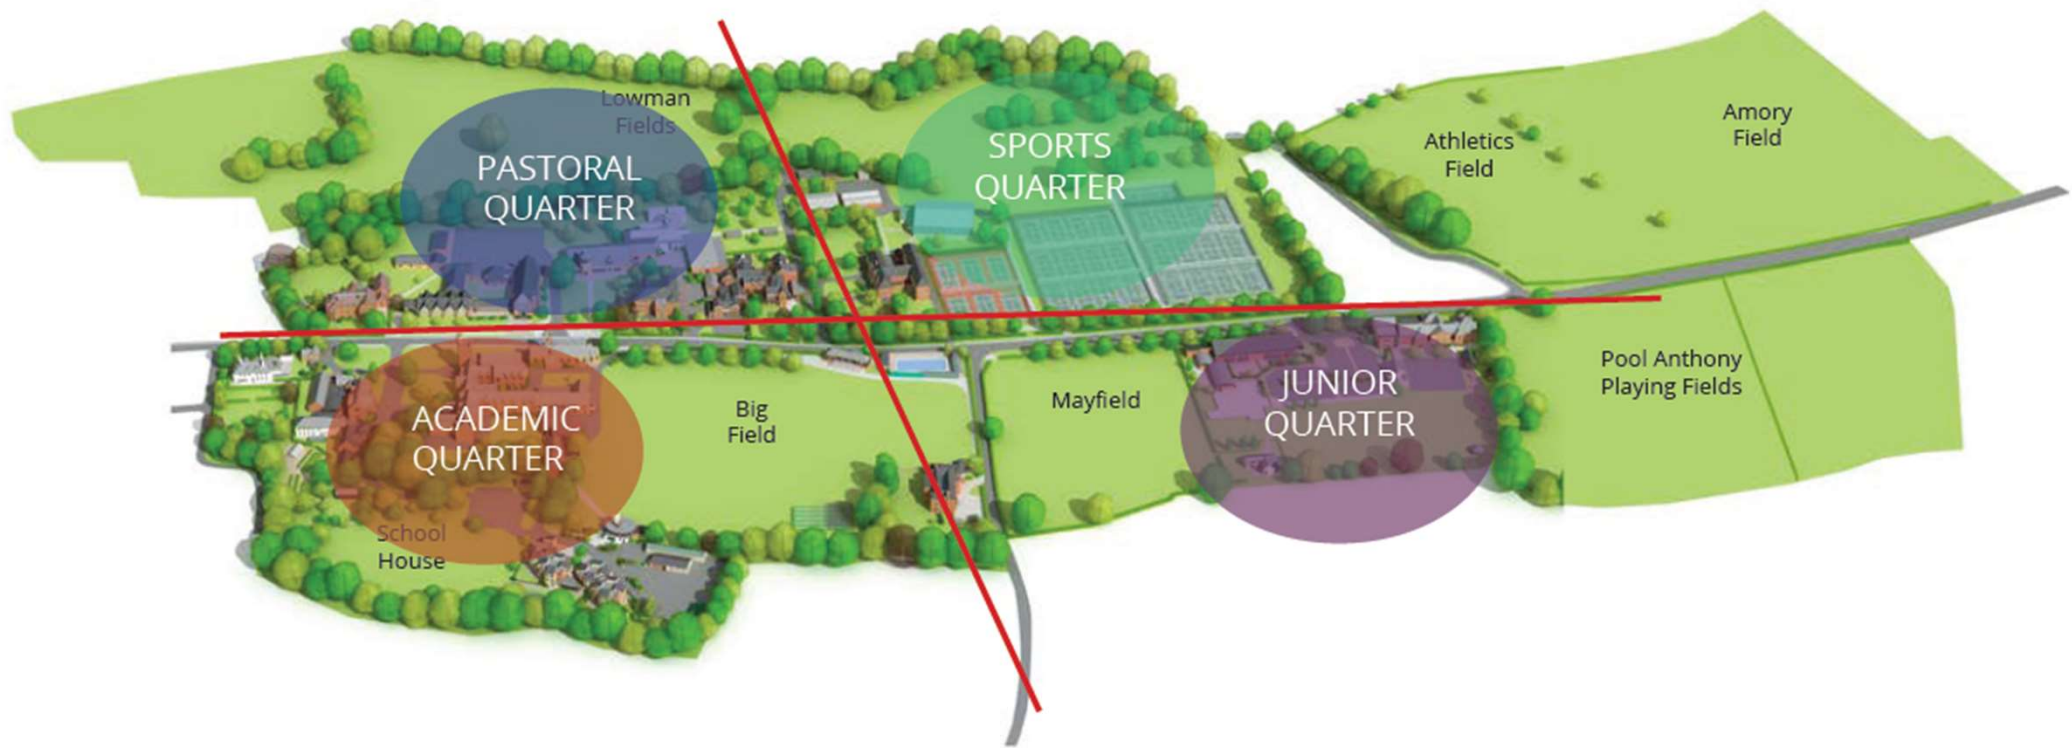 Lowman
Fields
PASTORAL
QUARTER
SPORTS
QUARTER
Athletics
Field
Amory
Field
ACADEMIC
QUARTER
Big
Field
Mayfield
JUNIOR
QUARTER
Pool Anthony
Playing Fields
School
House